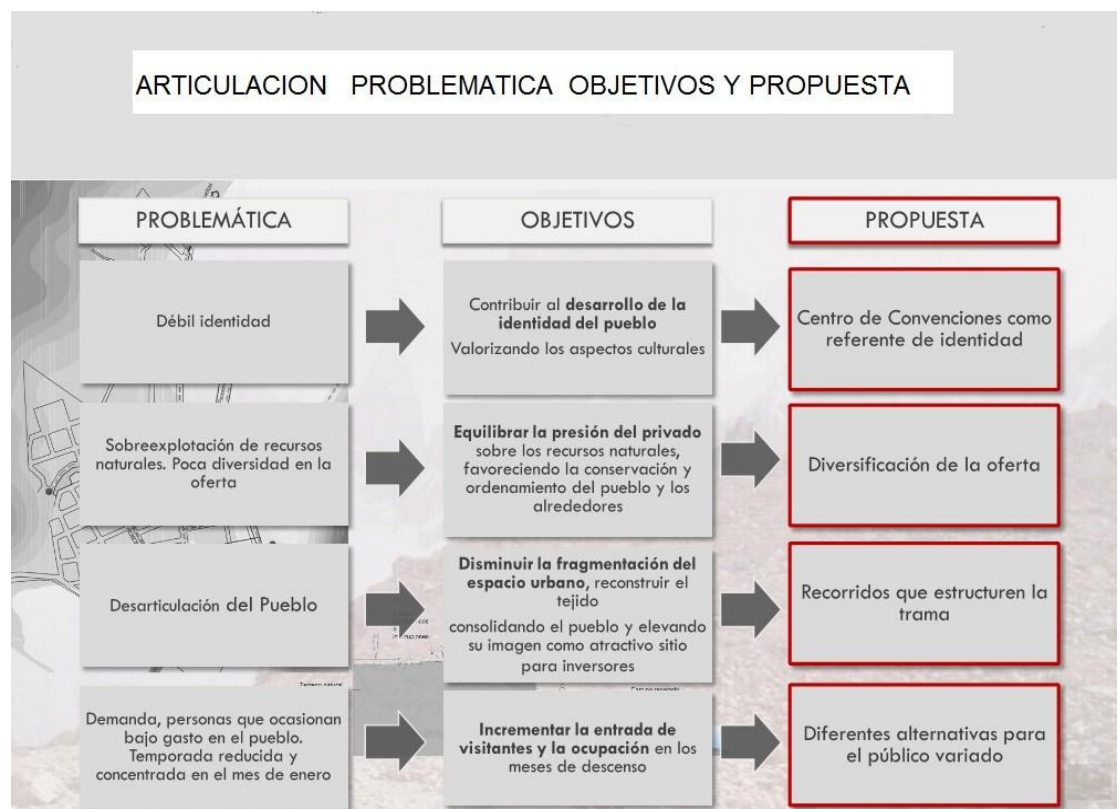 ARTICULACION PROBLEMATICA OBJETIVOS Y PROPUESTA
PROBLEMÁTICA
OBJETIVOS
PROPUESTA
Débil identidad
Contribuir al desarrollo de la
identidad del pueblo
Valorizando los aspectos culturales
Centro de Convenciones como
referente de identidad
Sobreexplotación de recursos
naturales. Poca diversidad en la
oferta
Equilibrar la presión del privado
sobre los recursos naturales,
favoreciendo la conservación y
ordenamiento del pueblo y los
alrededores
Diversificación de la oferta
Desarticulación del Pueblo
Disminuir la fragmentación del
espacio urbano, reconstruir el
tejido
consolidando el pueblo y elevando
su imagen como atractivo sitio
para inversores
Recorridos que estructuren la
trama
Demanda, personas que ocasionan
bajo gasto en el pueblo.
Temporada reducida y
concentrada en el mes de enero
Incrementar la entrada de
visitantes y la ocupación en los
meses de descenso
Diferentes alternativas para
el público variado